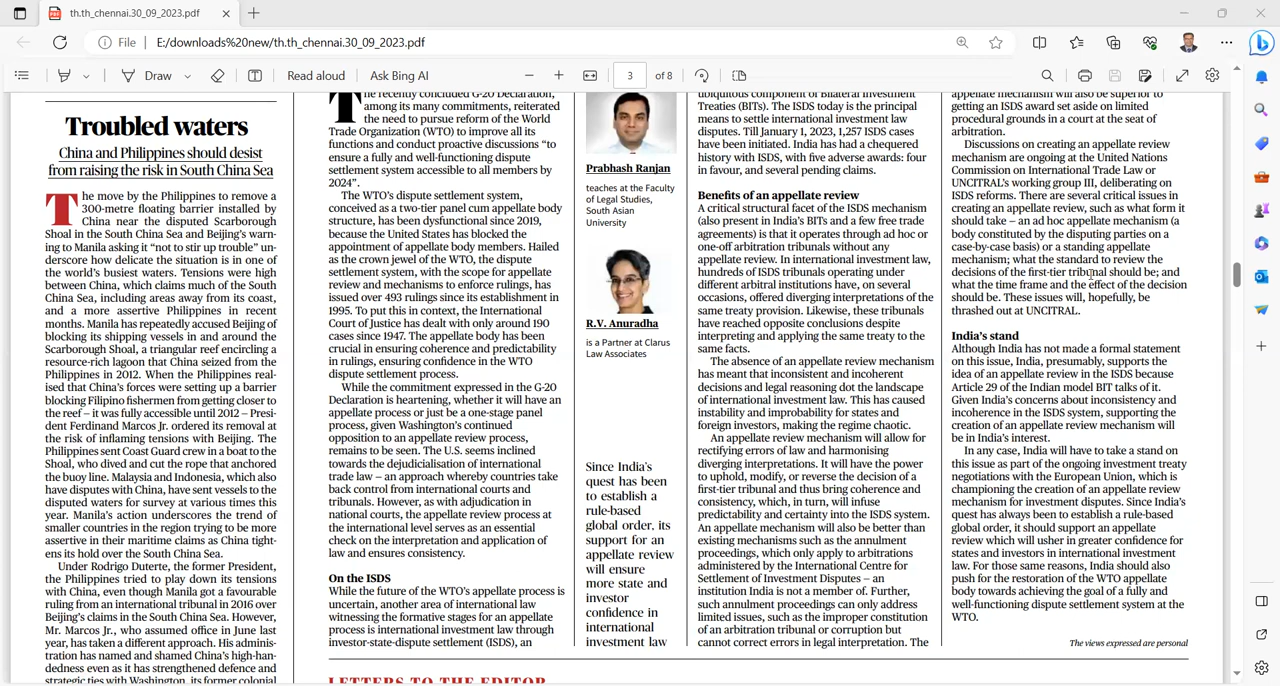 th.th_chennai.30_09_2023.pdf
File
E:/downloads%20new/th.th_chennai.30_09_2023.pdf
Draw
Read aloud
Ask Bing AI
3
of 8
Troubled waters
China and Philippines should desist
from raising the risk in South China Sea
The move by the Philippines to remove a
300-metre floating barrier installed by
China near the disputed Scarborough
Shoal in the South China Sea and Beijing's warn-
ing to Manila asking it "not to stir up trouble" un-
derscore how delicate the situation is in one of
the world's busiest waters. Tensions were high
between China, which claims much of the South
China Sea, including areas away from its coast,
and a more assertive Philippines in recent
months. Manila has repeatedly accused Beijing of
blocking its shipping vessels in and around the
Scarborough Shoal, a triangular reef encircling a
resource-rich lagoon that China seized from the
Philippines in 2012. When the Philippines real-
ised that China's forces were setting up a barrier
blocking Filipino fishermen from getting closer to
the reef – it was fully accessible until 2012 – Presi-
dent Ferdinand Marcos Jr. ordered its removal at
the risk of inflaming tensions with Beijing. The
Philippines sent Coast Guard crew in a boat to the
Shoal, who dived and cut the rope that anchored
the buoy line. Malaysia and Indonesia, which also
have disputes with China, have sent vessels to the
disputed waters for survey at various times this
year. Manila's action underscores the trend of
smaller countries in the region trying to be more
assertive in their maritime claims as China tight-
ens its hold over the South China Sea.
Under Rodrigo Duterte, the former President,
the Philippines tried to play down its tensions
with China, even though Manila got a favourable
ruling from an international tribunal in 2016 over
Beijing's claims in the South China Sea. However,
Mr. Marcos Jr., who assumed office in June last
year, has taken a different approach. His adminis-
tration has named and shamed China's high-han-
dedness even as it has strengthened defence and
strategic ties with Washington, its former colonial
The recently concluded G-20 Declaration,
among its many commitments, reiterated
the need to pursue reform of the World
Trade Organization (WTO) to improve all its
functions and conduct proactive discussions "to
ensure a fully and well-functioning dispute
settlement system accessible to all members by
2024".
The WTO's dispute settlement system,
conceived as a two-tier panel cum appellate body
structure, has been dysfunctional since 2019,
because the United States has blocked the
appointment of appellate body members. Hailed
as the crown jewel of the WTO, the dispute
settlement system, with the scope for appellate
review and mechanisms to enforce rulings, has
issued over 493 rulings since its establishment in
1995. To put this in context, the International
Court of Justice has dealt with only around 190
cases since 1947. The appellate body has been
crucial in ensuring coherence and predictability
in rulings, ensuring confidence in the WTO
dispute settlement process.
While the commitment expressed in the G-20
Declaration is heartening, whether it will have an
appellate process or just be a one-stage panel
process, given Washington's continued
opposition to an appellate review process,
remains to be seen. The U.S. seems inclined
towards the dejudicialisation of international
trade law – an approach whereby countries take
back control from international courts and
tribunals. However, as with adjudication in
national courts, the appellate review process at
the international level serves as an essential
check on the interpretation and application of
law and ensures consistency.
On the ISDS
While the future of the WTO's appellate process is
uncertain, another area of international law
witnessing the formative stages for an appellate
process is international investment law through
investor-state-dispute settlement (ISDS), an
Prabhash Ranjan
teaches at the Faculty
of Legal Studies,
South Asian
University
R.V. Anuradha
is a Partner at Clarus
Law Associates
Since India's
quest has been
to establish a
rule-based
global order, its
support for an
appellate review
will ensure
more state and
investor
confidence in
international
investment law
ubiquitous component of Bilateral Investment
Treaties (BITs). The ISDS today is the principal
means to settle international investment law
disputes. Till January 1, 2023, 1,257 ISDS cases
have been initiated. India has had a chequered
history with ISDS, with five adverse awards: four
in favour, and several pending claims.
Benefits of an appellate review
A critical structural facet of the ISDS mechanism
(also present in India's BITs and a few free trade
agreements) is that it operates through ad hoc or
one-off arbitration tribunals without any
appellate review. In international investment law,
hundreds of ISDS tribunals operating under
different arbitral institutions have, on several
occasions, offered diverging interpretations of the
same treaty provision. Likewise, these tribunals
have reached opposite conclusions despite
interpreting and applying the same treaty to the
same facts.
The absence of an appellate review mechanism
has meant that inconsistent and incoherent
decisions and legal reasoning dot the landscape
of international investment law. This has caused
instability and improbability for states and
foreign investors, making the regime chaotic.
An appellate review mechanism will allow for
rectifying errors of law and harmonising
diverging interpretations. It will have the power
to uphold, modify, or reverse the decision of a
first-tier tribunal and thus bring coherence and
consistency, which, in turn, will infuse
predictability and certainty into the ISDS system.
An appellate mechanism will also be better than
existing mechanisms such as the annulment
proceedings, which only apply to arbitrations
administered by the International Centre for
Settlement of Investment Disputes – an
institution India is not a member of. Further,
such annulment proceedings can only address
limited issues, such as the improper constitution
of an arbitration tribunal or corruption but
cannot correct errors in legal interpretation. The
appellate mechanism will also be superior to
getting an ISDS award set aside on limited
procedural grounds in a court at the seat of
arbitration.
Discussions on creating an appellate review
mechanism are ongoing at the United Nations
Commission on International Trade Law or
UNCITRAL's working group III, deliberating on
ISDS reforms. There are several critical issues in
creating an appellate review, such as what form it
should take – an ad hoc appellate mechanism (a
body constituted by the disputing parties on a
case-by-case basis) or a standing appellate
mechanism; what the standard to review the
decisions of the first-tier tribunal should be; and
what the time frame and the effect of the decision
should be. These issues will, hopefully, be
thrashed out at UNCITRAL.
India's stand
Although India has not made a formal statement
on this issue, India, presumably, supports the
idea of an appellate review in the ISDS because
Article 29 of the Indian model BIT talks of it.
Given India's concerns about inconsistency and
incoherence in the ISDS system, supporting the
creation of an appellate review mechanism will
be in India's interest.
In any case, India will have to take a stand on
this issue as part of the ongoing investment treaty
negotiations with the European Union, which is
championing the creation of an appellate review
mechanism for investment disputes. Since India's
quest has always been to establish a rule-based
global order, it should support an appellate
review which will usher in greater confidence for
states and investors in international investment
law. For those same reasons, India should also
push for the restoration of the WTO appellate
body towards achieving the goal of a fully and
well-functioning dispute settlement system at the
WTO.
The views expressed are personal
LETTERS TO THE EDITOR